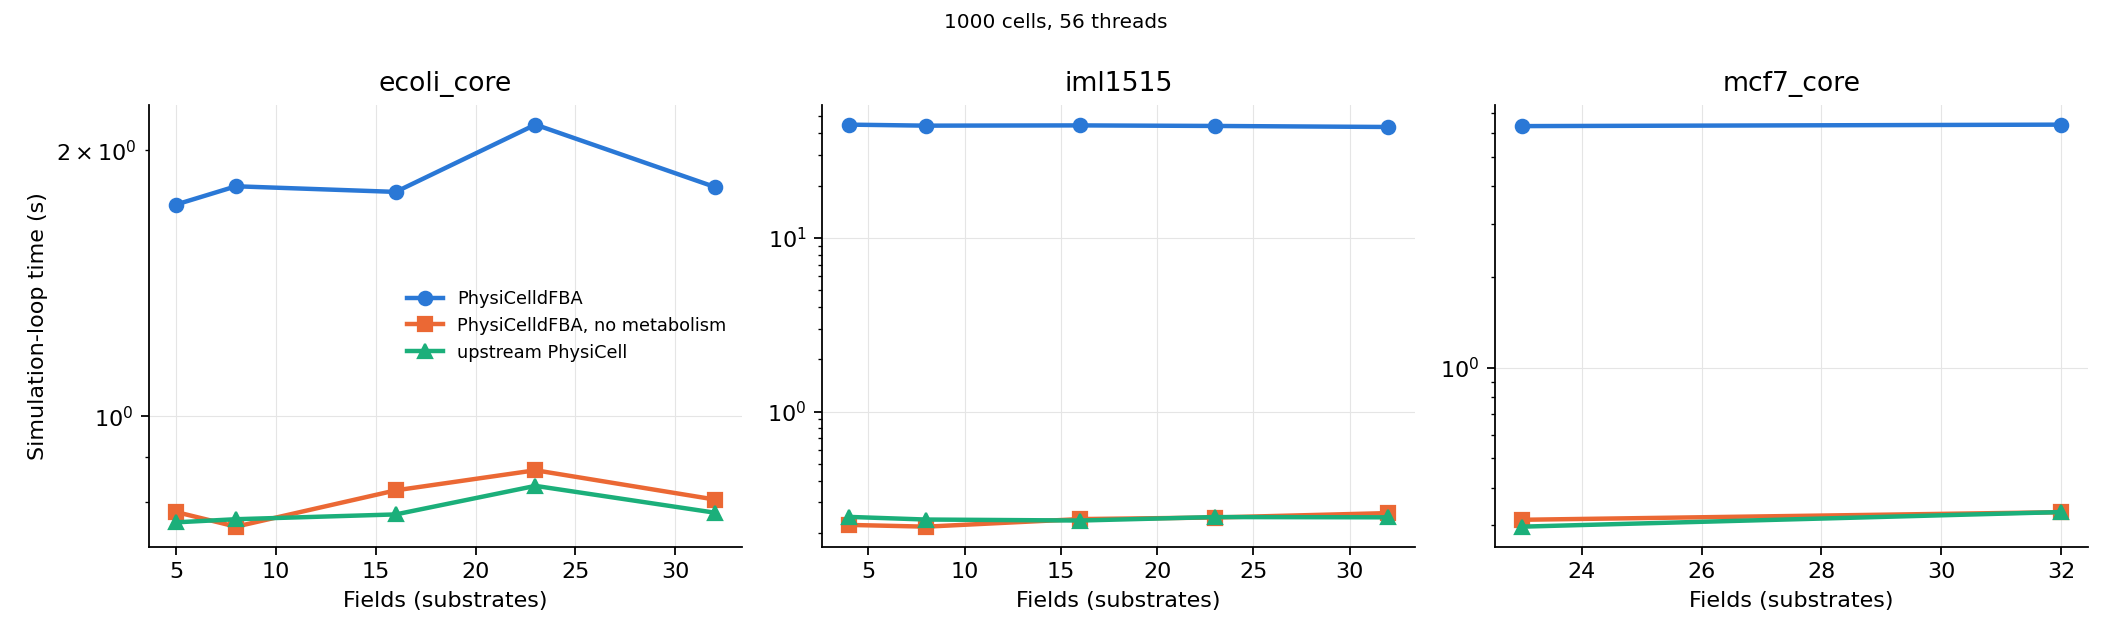 1000 cells, 56 threads
ecoli_core
Simulation-loop time (s)
2 × 10⁰
10⁰
PhysiCelldFBA
PhysiCelldFBA, no metabolism
upstream PhysiCell
5 10 15 20 25 30
Fields (substrates)
iml1515
10¹
10⁰
5 10 15 20 25 30
Fields (substrates)
mcf7_core
10⁰
24 26 28 30 32
Fields (substrates)